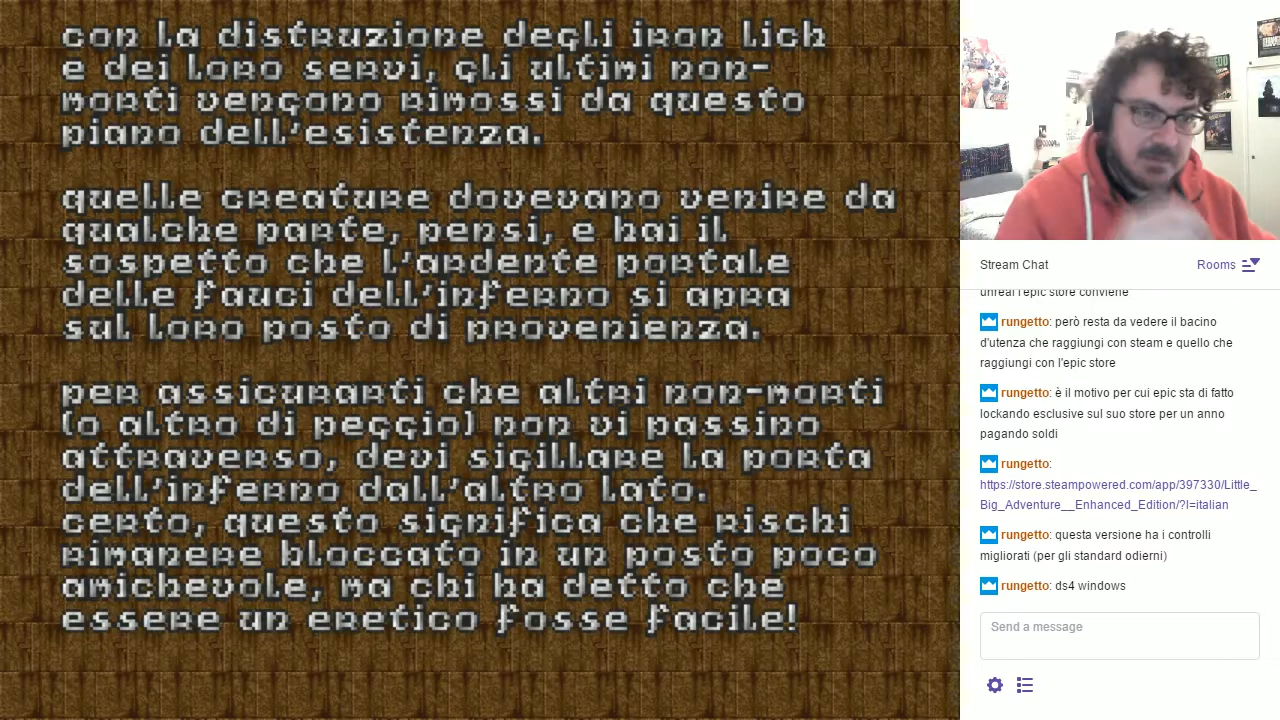 con la distruzione degli iron lich
e dei loro servi, gli ultimi non-
morti vengono rimossi da questo
piano dell'esistenza.
quelle creature dovevano venire da
qualche parte, pensi, e hai il
sospetto che l'ardente portale
delle fauci dell'inferno si apra
sul loro posto di provenienza.
per assicurarti che altri non-morti
(o altro di peggio) non vi passino
attraverso, devi sigillare la porta
dell'inferno dall'altro lato.
certo, questo significa che rischi
rimanere bloccato in un posto poco
amichevole, ma chi ha detto che
essere un eretico fosse facile!
Stream Chat
Rooms
unreal l'epic store conviene
rungetto: però resta da vedere il bacino
d'utenza che raggiungi con steam e quello che
raggiungi con l'epic store
rungetto: è il motivo per cui epic sta di fatto
lockando esclusive sul suo store per un anno
pagando soldi
rungetto:
https://store.steampowered.com/app/397330/Little_
Big_Adventure__Enhanced_Edition/?l=italian
rungetto: questa versione ha i controlli
migliorati (per gli standard odierni)
rungetto: ds4 windows
Send a message